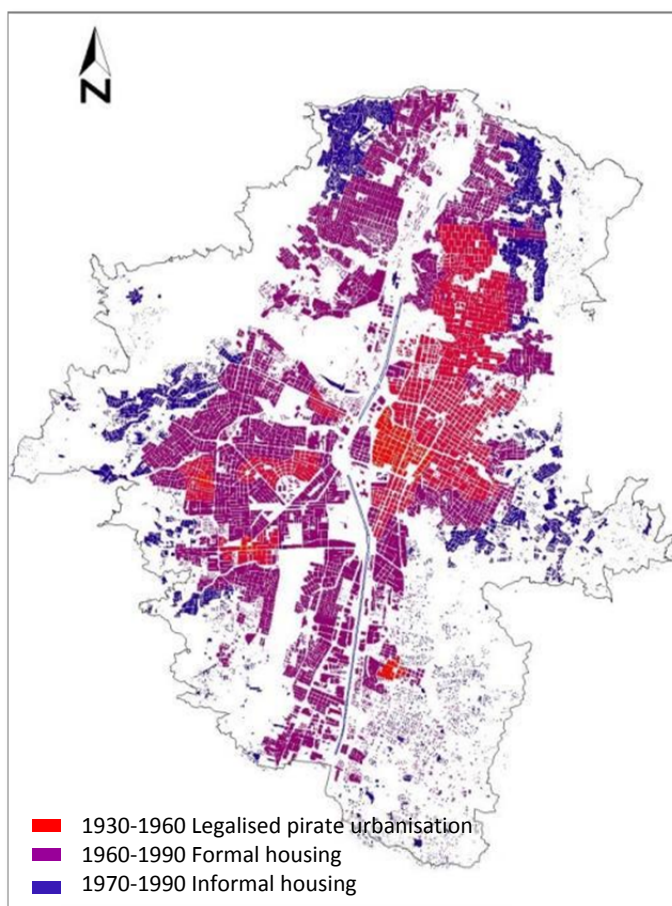 N
1930-1960 Legalised pirate urbanisation
1960-1990 Formal housing
1970-1990 Informal housing